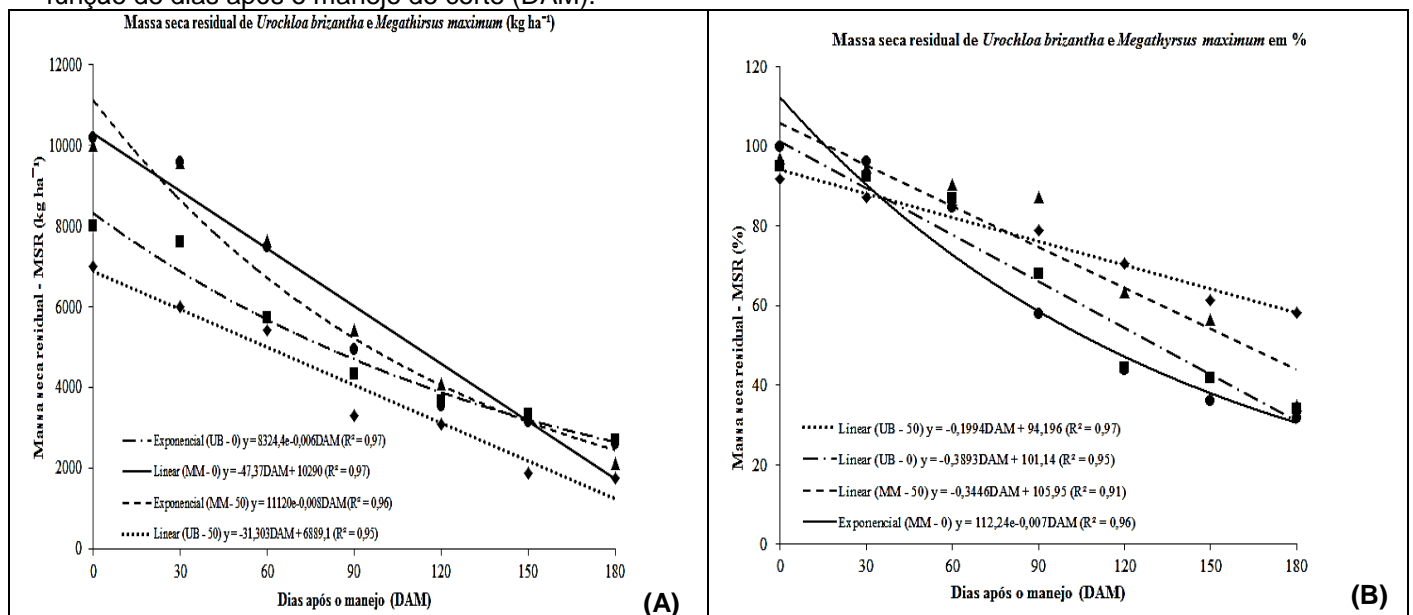 função de dias após o manejo de corte (DAM).
Massa seca residual de Urochloa brizantha e Megathirsus maximum (kg ha⁻¹)
Massa seca residual - MSR (kg ha⁻¹)
12000
10000
8000
6000
4000
2000
0
Exponencial (UB - 0) y =8324,4e-0,006DAM (R² = 0,97)
Linear (MM - 0) y =-47,37DAM + 10290 (R² = 0,97)
Exponencial (MM - 50) y =11120e-0,008DAM (R² = 0,96)
Linear (UB - 50) y =-31,303DAM + 6889,1 (R² = 0,95)
0 30 60 90 120 150 180
Dias após o manejo (DAM)
(A)
Massa seca residual de Urochloa brizantha e Megathyrsus maximum em %
Massa seca residual - MSR (%)
120
100
80
60
40
20
0
Linear (UB - 50) y = -0,1994DAM + 94,196 (R² = 0,97)
Linear (UB - 0) y = -0,3893DAM + 101,14 (R² = 0,95)
Linear (MM - 50) y = -0,3446DAM + 105,95 (R² = 0,91)
Exponencial (MM - 0) y = 112,24e-0,007DAM (R² = 0,96)
0 30 60 90 120 150 180
Dias após o manejo (DAM)
(B)